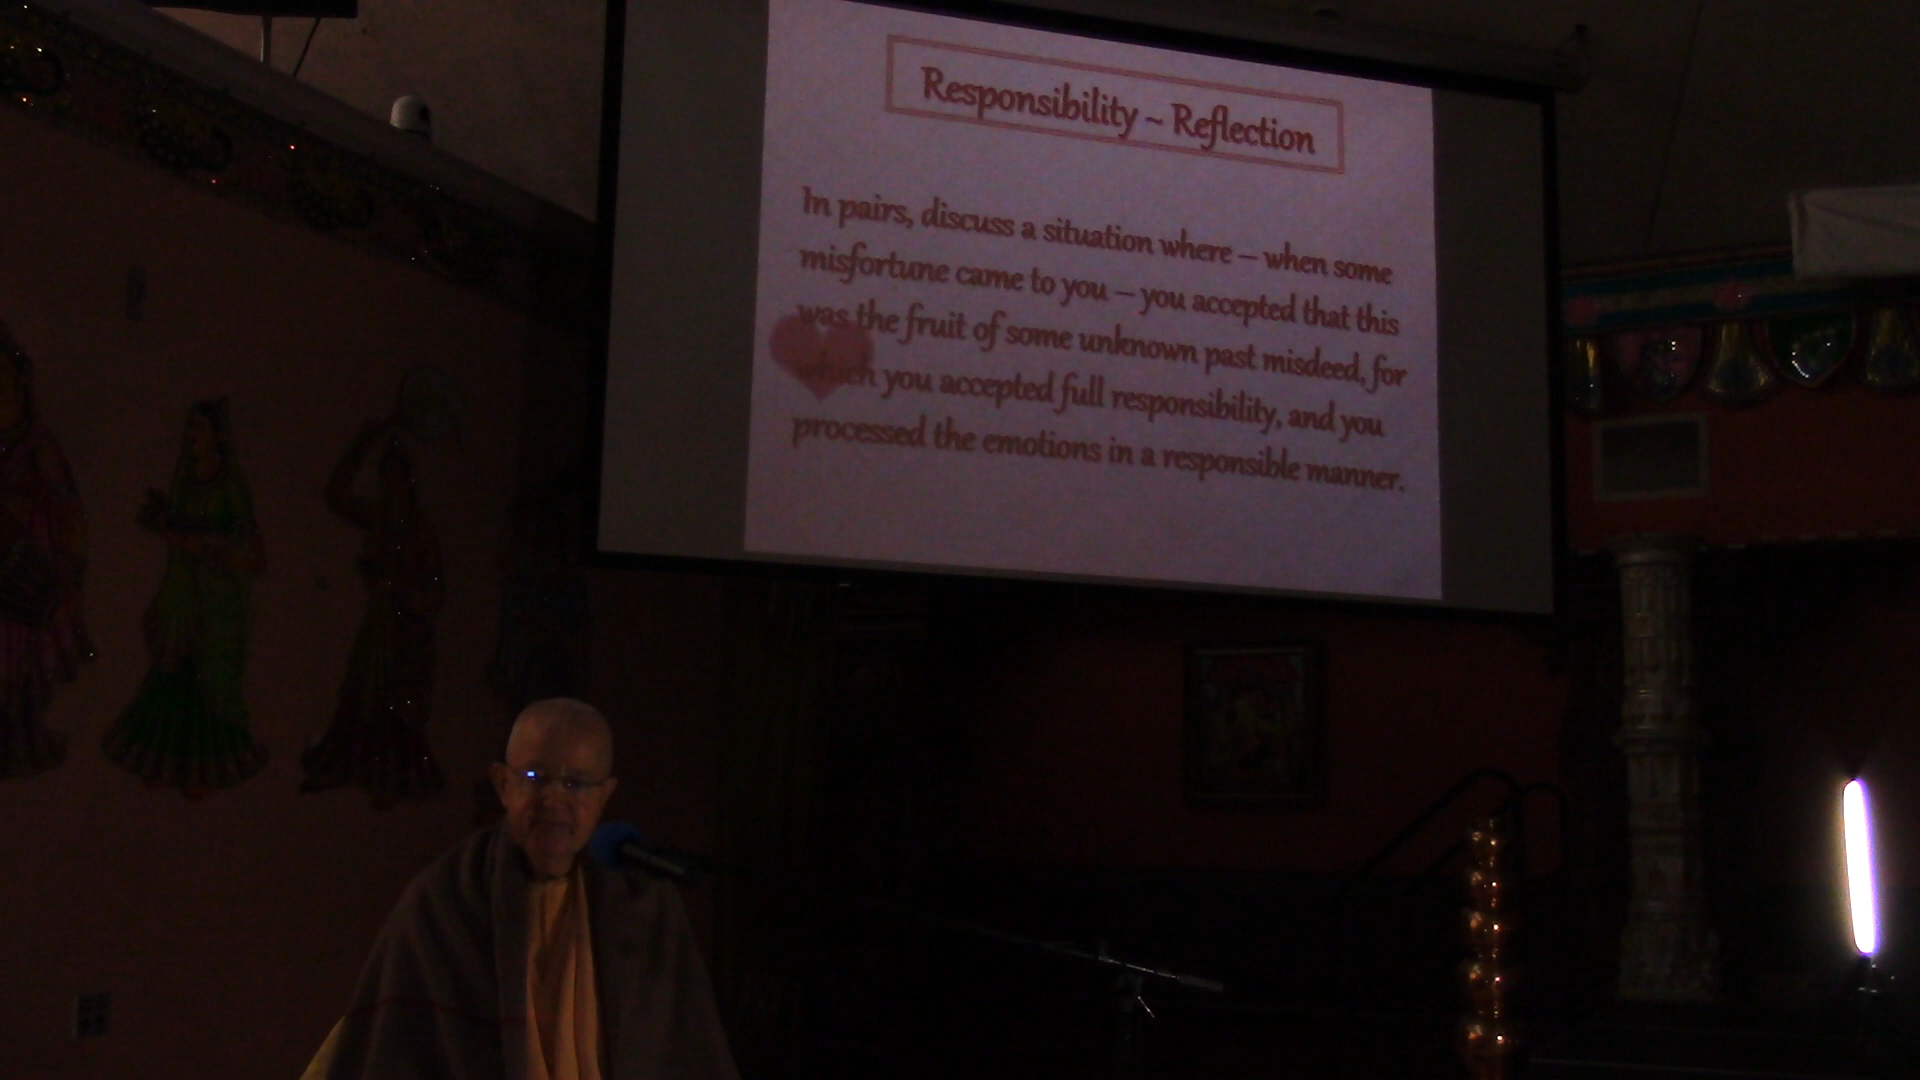 Responsibility ~ Reflection
In pairs, discuss a situation where – when some
misfortune came to you – you accepted that this
was the fruit of some unknown past misdeed, for
which you accepted full responsibility, and you
processed the emotions in a responsible manner.